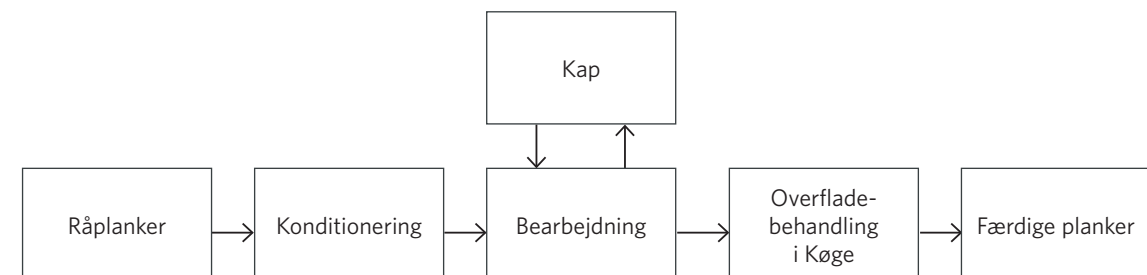 Kap
Råplanker
Konditionering
Bearbejdning
Overflade-
behandling
i Køge
Færdige planker